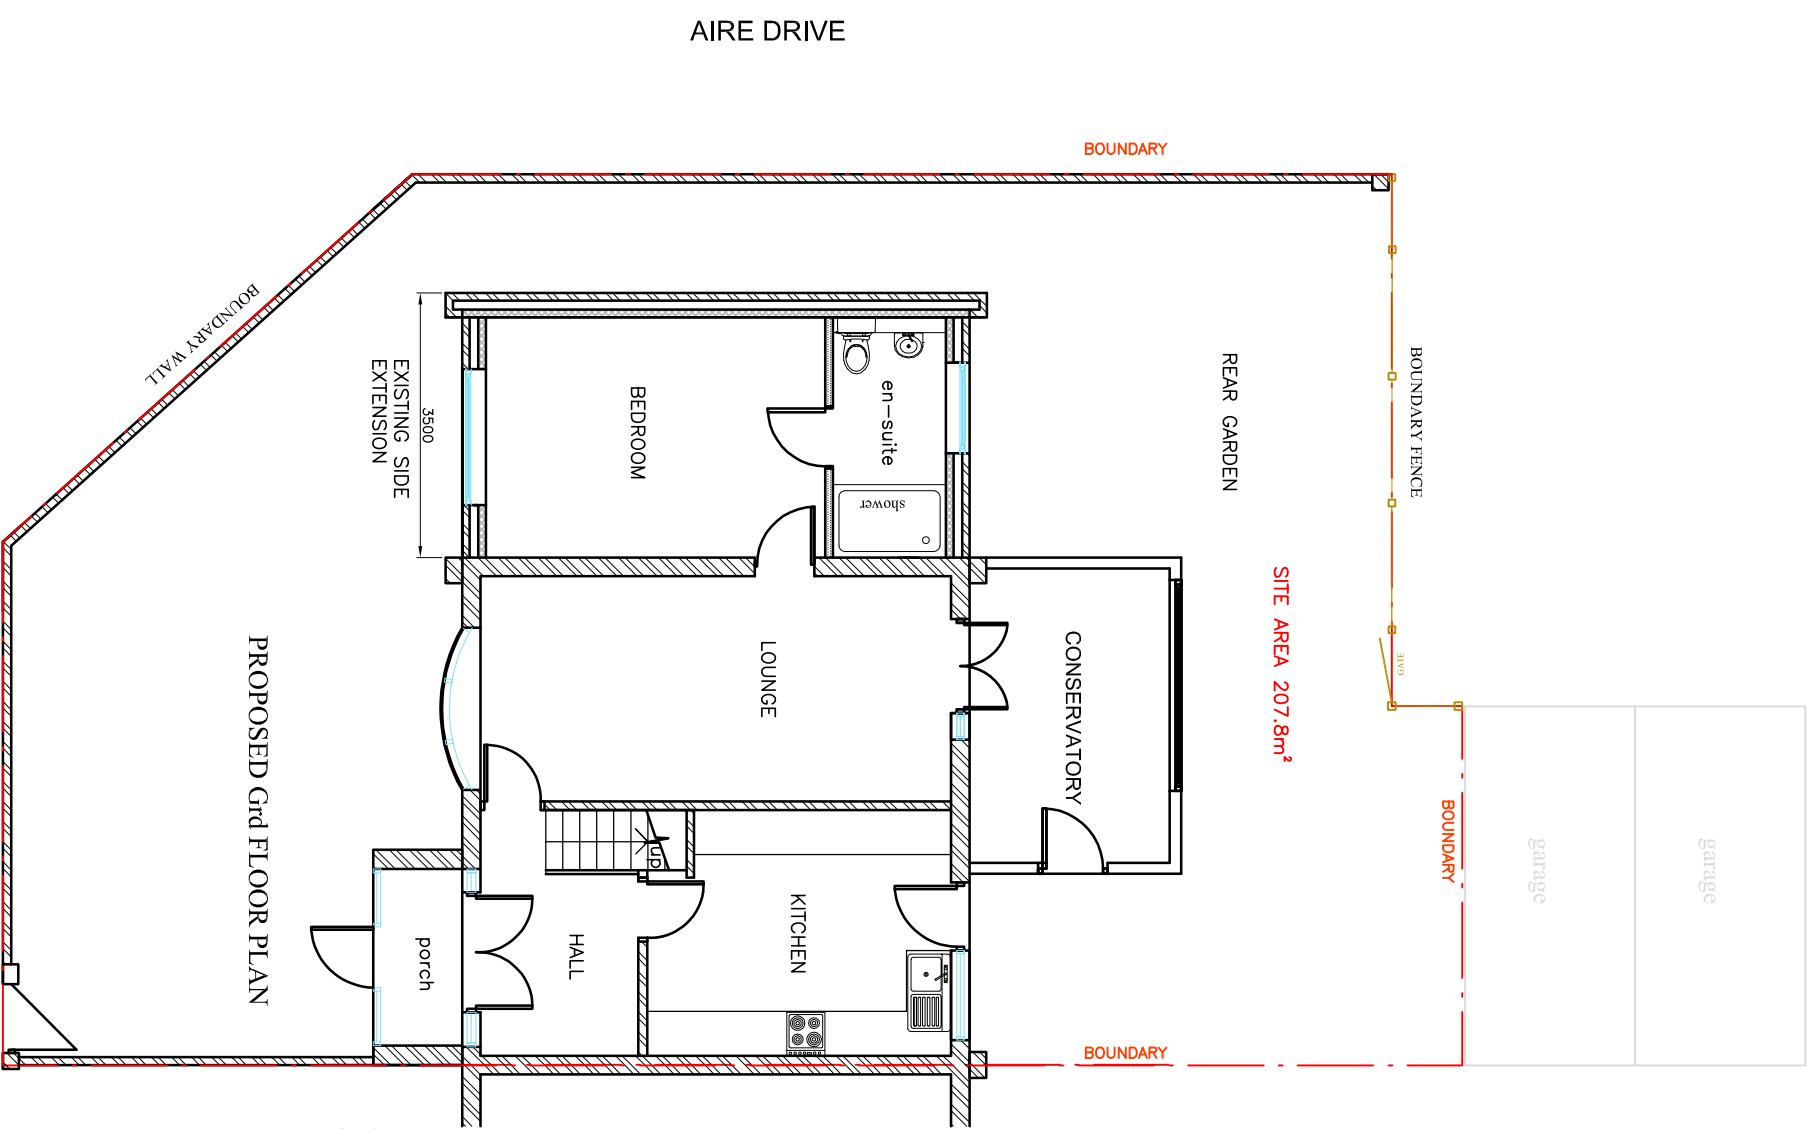 AIRE DRIVE
BOUNDARY
BOUNDARY WALL
EXISTING SIDE
EXTENSION
3500
BEDROOM
en-suite
shower
REAR GARDEN
BOUNDARY FENCE
SITE AREA 207.8m²
GATE
LOUNGE
CONSERVATORY
PROPOSED Grd FLOOR PLAN
up
BOUNDARY
garage
garage
KITCHEN
HALL
porch
BOUNDARY